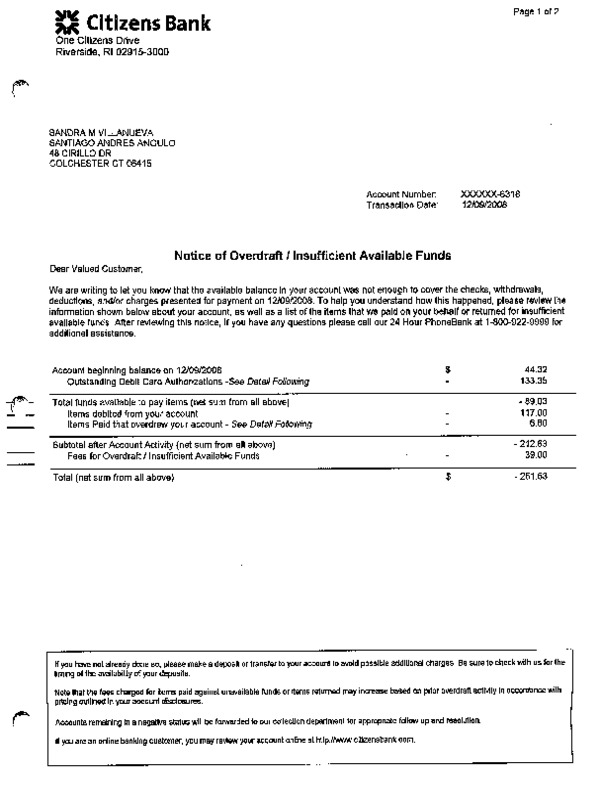 Page 1 of 2
Citizens Bank
One Citizens Drive
Riverside, RI 02915-3000
SANDRA M VILLANUEVA
SANTIAGO ANDRES ANGULO
48 CIRILLO DR
COLCHESTER CT 06415
Account Number: XXXXXX-6316
Transaction Date: 12/09/2008
Notice of Overdraft / Insufficient Available Funds
Dear Valued Customer,
We are writing to let you know that the available balance in your account was not enough to cover the checks, withdrawals,
deductions, and/or charges presented for payment on 12/09/2008. To help you understand how this happened, please review the
information shown below about your account, as well as a list of the items that we paid on your behalf or returned for insufficient
available funds. After reviewing this notice, if you have any questions please call our 24 Hour PhoneBank at 1-800-922-9999 for
additional assistance.
Account beginning balance on 12/09/2008 $ 44.32
Outstanding Debit Card Authorizations -See Detail Following - 133.35
Total funds available to pay items (net sum from all above) - 89.03
Items debited from your account - 117.00
Items Paid that overdrew your account - See Detail Following - 6.60
Subtotal after Account Activity (net sum from all above) - 212.63
Fees for Overdraft / Insufficient Available Funds - 39.00
Total (net sum from all above) $ - 251.63
If you have not already done so, please make a deposit or transfer to your account to avoid possible additional charges. Be sure to check with us for the
timing of the availability of your deposits.
Note that the fees charged for items paid against unavailable funds or items returned may increase based on prior overdraft activity in accordance with
pricing outlined in your account disclosures.
Accounts remaining in a negative status will be forwarded to our collection department for appropriate follow up and resolution.
If you are an online banking customer, you may review your account online at http://www.citizensbank.com.